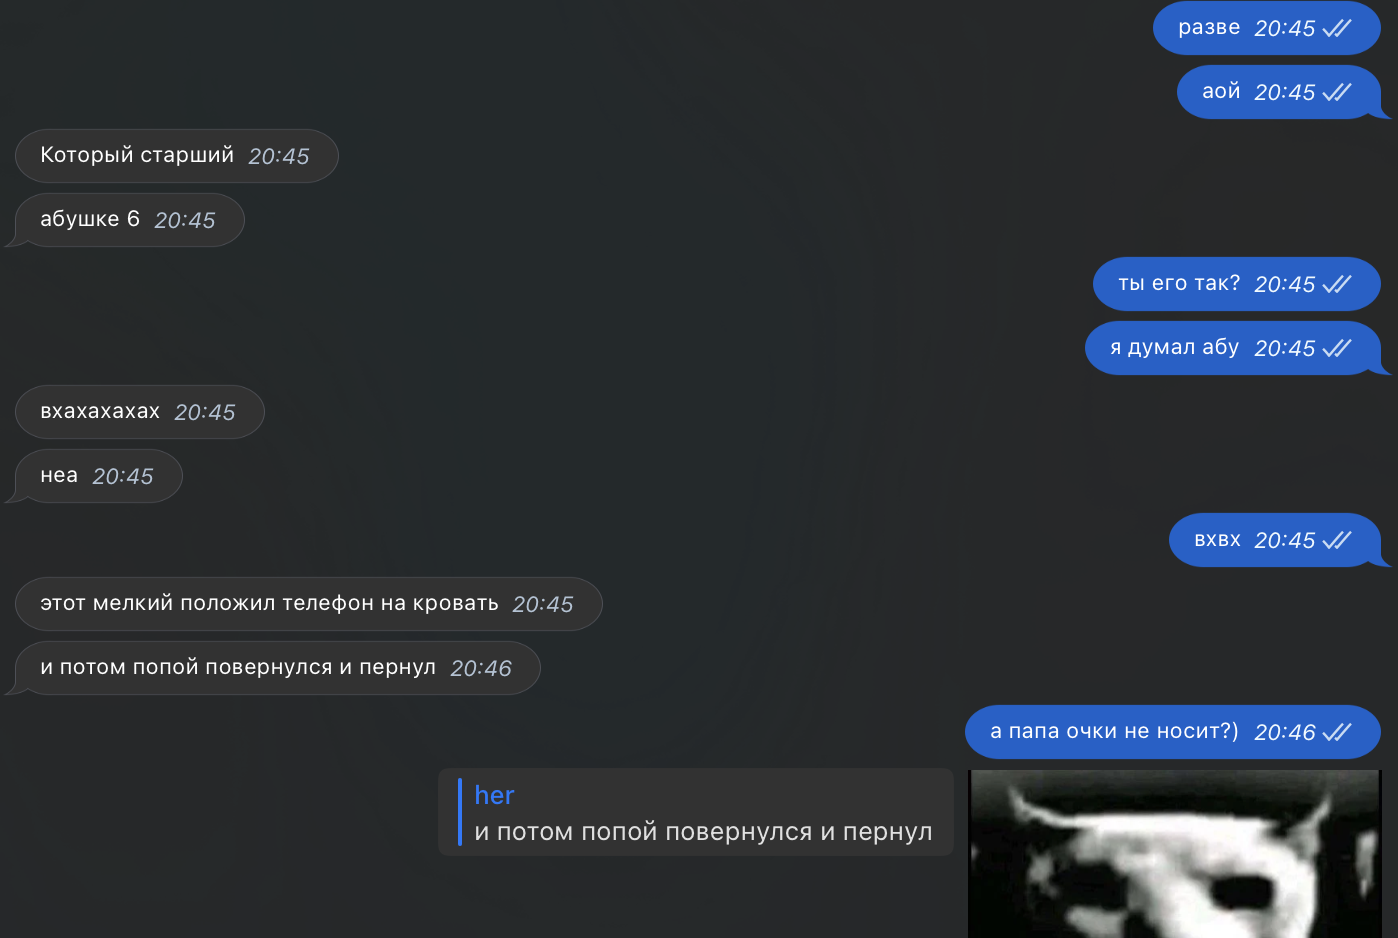 разве 20:45
аой 20:45
Который старший 20:45
абушке 6 20:45
ты его так? 20:45
я думал абу 20:45
вхахахахах 20:45
неа 20:45
вхвх 20:45
этот мелкий положил телефон на кровать 20:45
и потом попой повернулся и пернул 20:46
а папа очки не носит?) 20:46
her
и потом попой повернулся и пернул